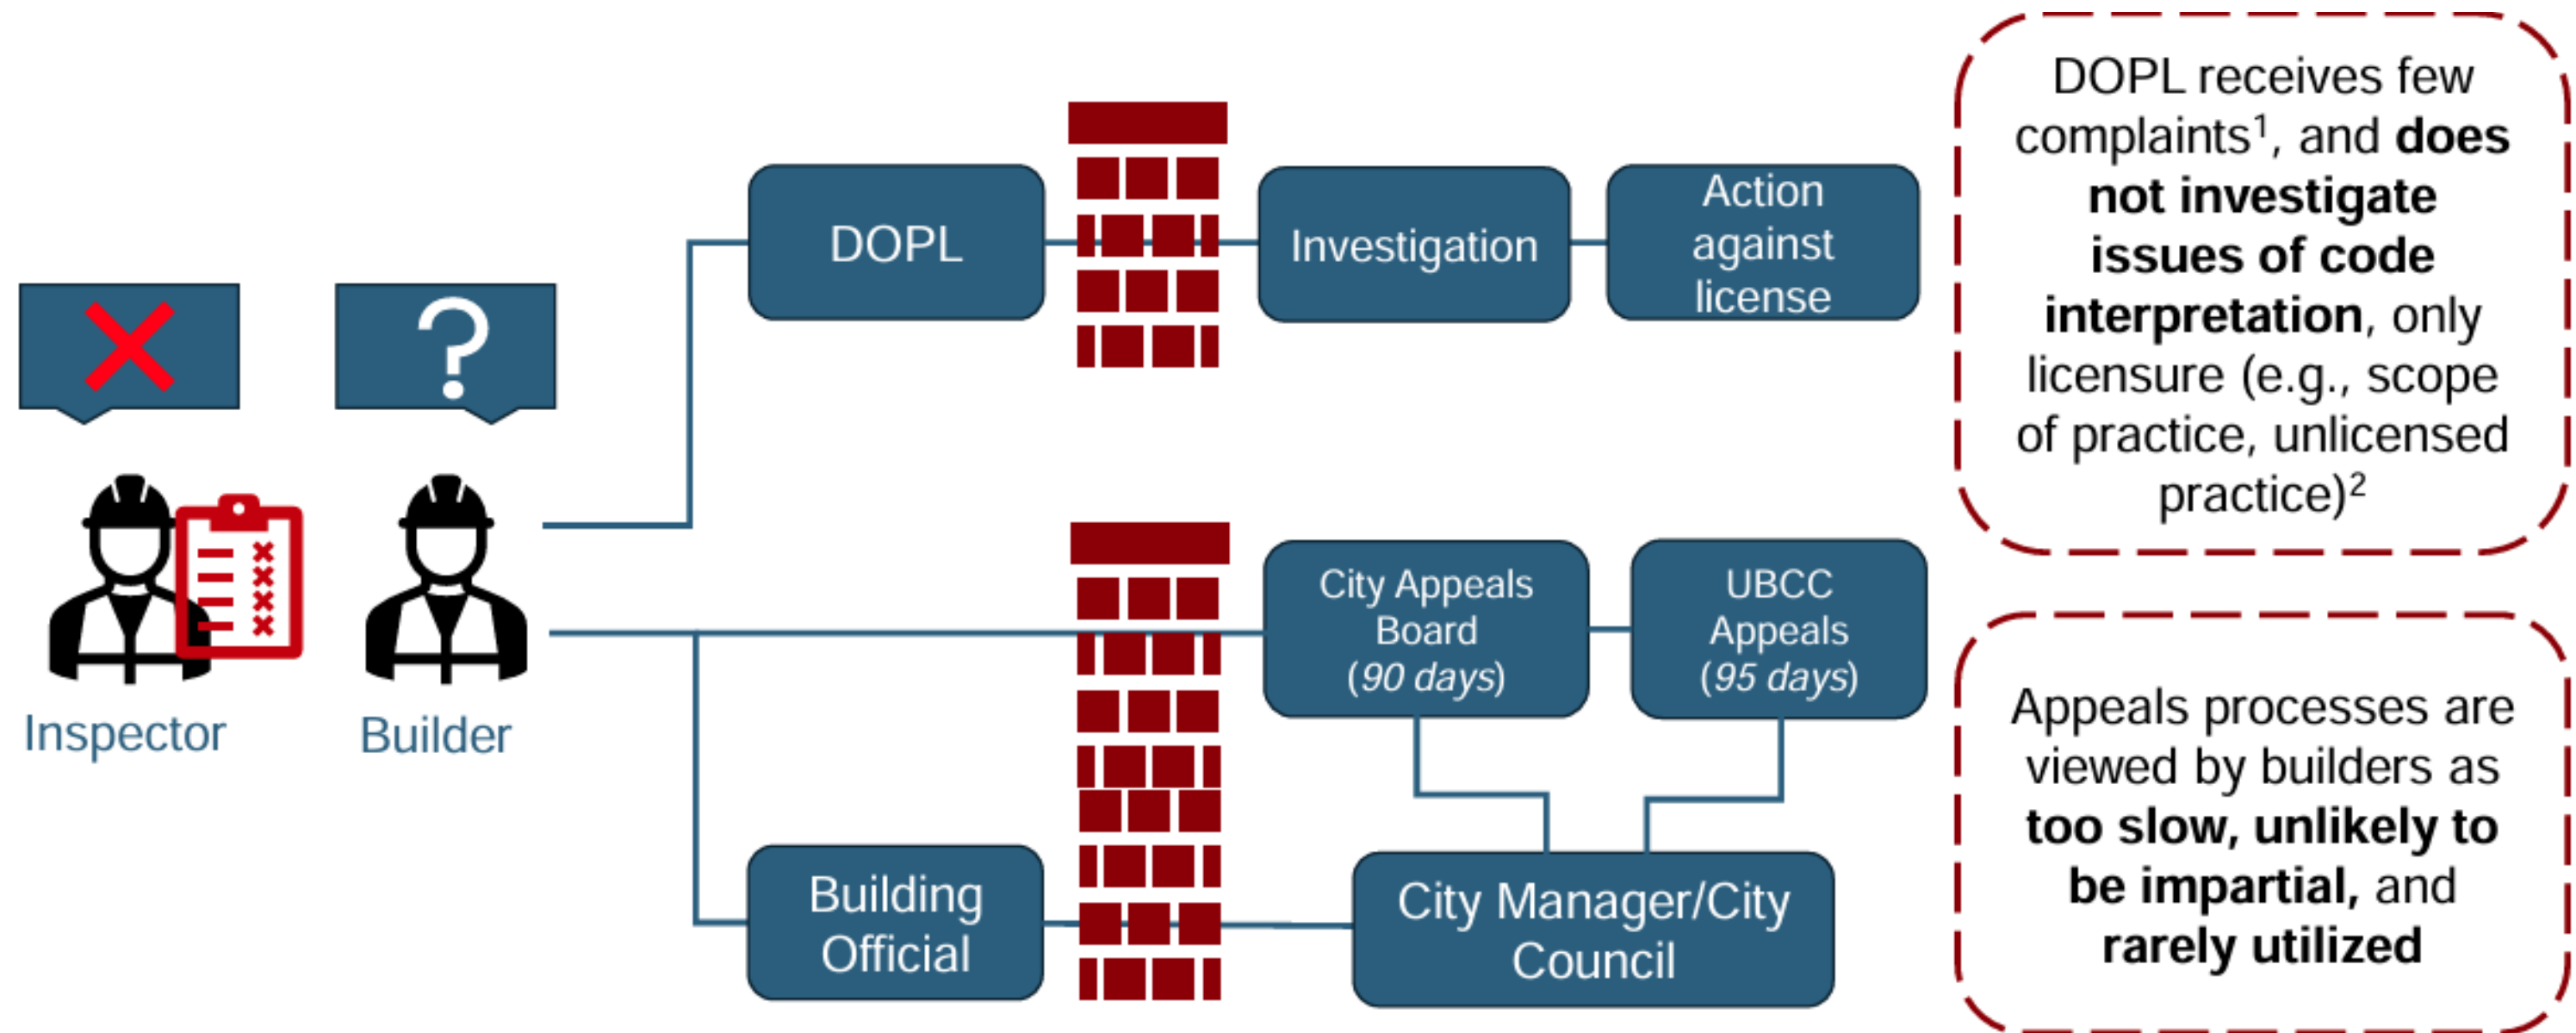 DOPL
Investigation
Action
against
license
DOPL receives few
complaints¹, and does
not investigate
issues of code
interpretation, only
licensure (e.g., scope
of practice, unlicensed
practice)²
?
Inspector
Builder
City Appeals
Board
(90 days)
UBCC
Appeals
(95 days)
Building
Official
City Manager/City
Council
Appeals processes are
viewed by builders as
too slow, unlikely to
be impartial, and
rarely utilized